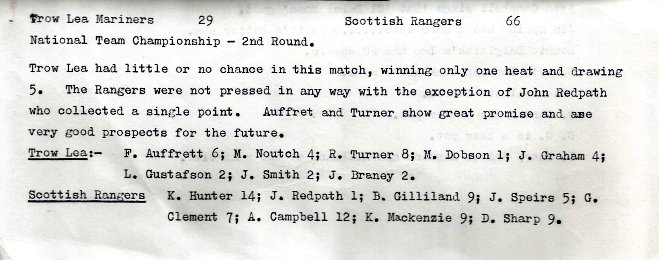 Trow Lea Mariners 29 Scottish Rangers 66
National Team Championship - 2nd Round.
Trow Lea had little or no chance in this match, winning only one heat and drawing
5. The Rangers were not pressed in any way with the exception of John Redpath
who collected a single point. Auffret and Turner show great promise and ase
very good prospects for the future.
Trow Lea:- F. Auffrett 6; M. Noutch 4; R. Turner 8; M. Dobson 1; J. Graham 4;
L. Gustafson 2; J. Smith 2; J. Braney 2.
Scottish Rangers K. Hunter 14; J. Redpath 1; B. Gilliland 9; J. Speirs 5; G.
Clement 7; A. Campbell 12; K. Mackenzie 9; D. Sharp 9.